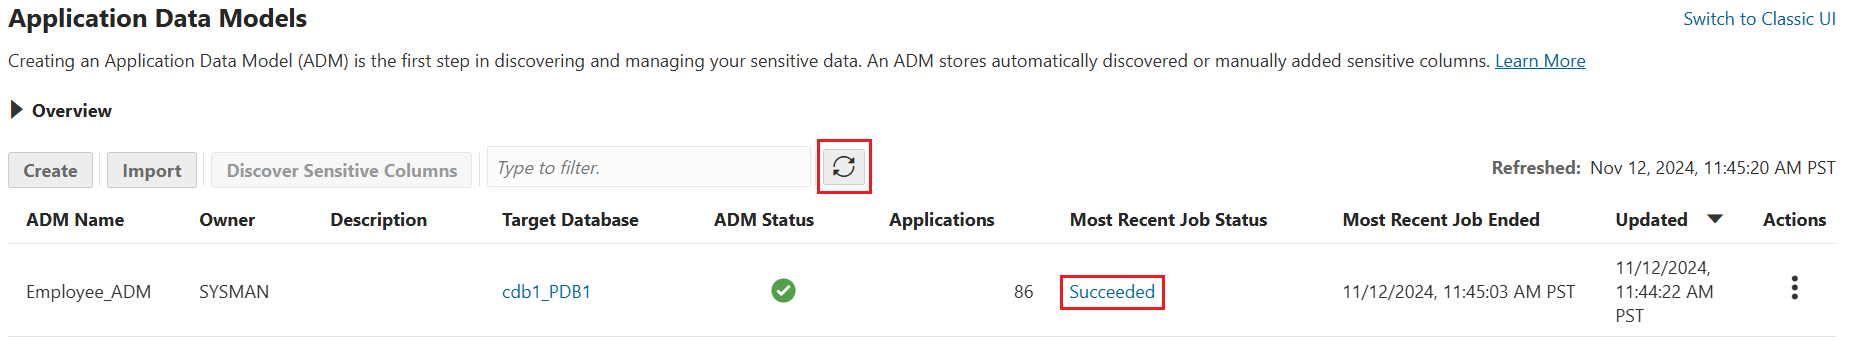 Application Data Models
Switch to Classic UI
Creating an Application Data Model (ADM) is the first step in discovering and managing your sensitive data. An ADM stores automatically discovered or manually added sensitive columns. Learn More
Overview
Create Import Discover Sensitive Columns Type to filter. Refreshed: Nov 12, 2024, 11:45:20 AM PST
ADM Name Owner Description Target Database ADM Status Applications Most Recent Job Status Most Recent Job Ended Updated Actions
Employee_ADM SYSMAN cdb1_PDB1 86 Succeeded 11/12/2024, 11:45:03 AM PST
11/12/2024,
11:44:22 AM
PST